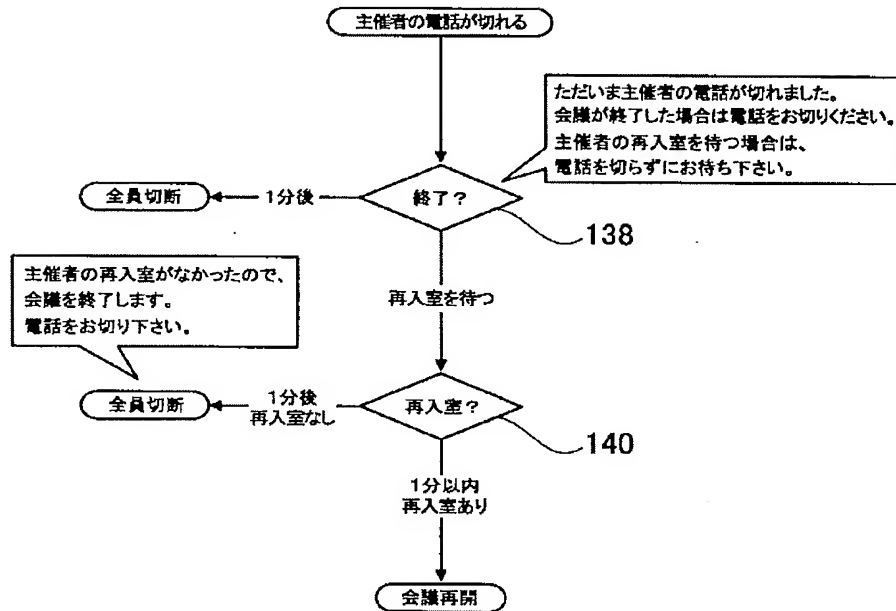 主催者の電話が切れる
ただいま主催者の電話が切れました。
会議が終了した場合は電話をお切りください。
主催者の再入室を待つ場合は、
電話を切らずにお待ち下さい。
全員切断
1分後
終了？
138
主催者の再入室がなかったので、
会議を終了します。
電話をお切り下さい。
再入室を待つ
全員切断
1分後
再入室なし
再入室？
140
1分以内
再入室あり
会議再開